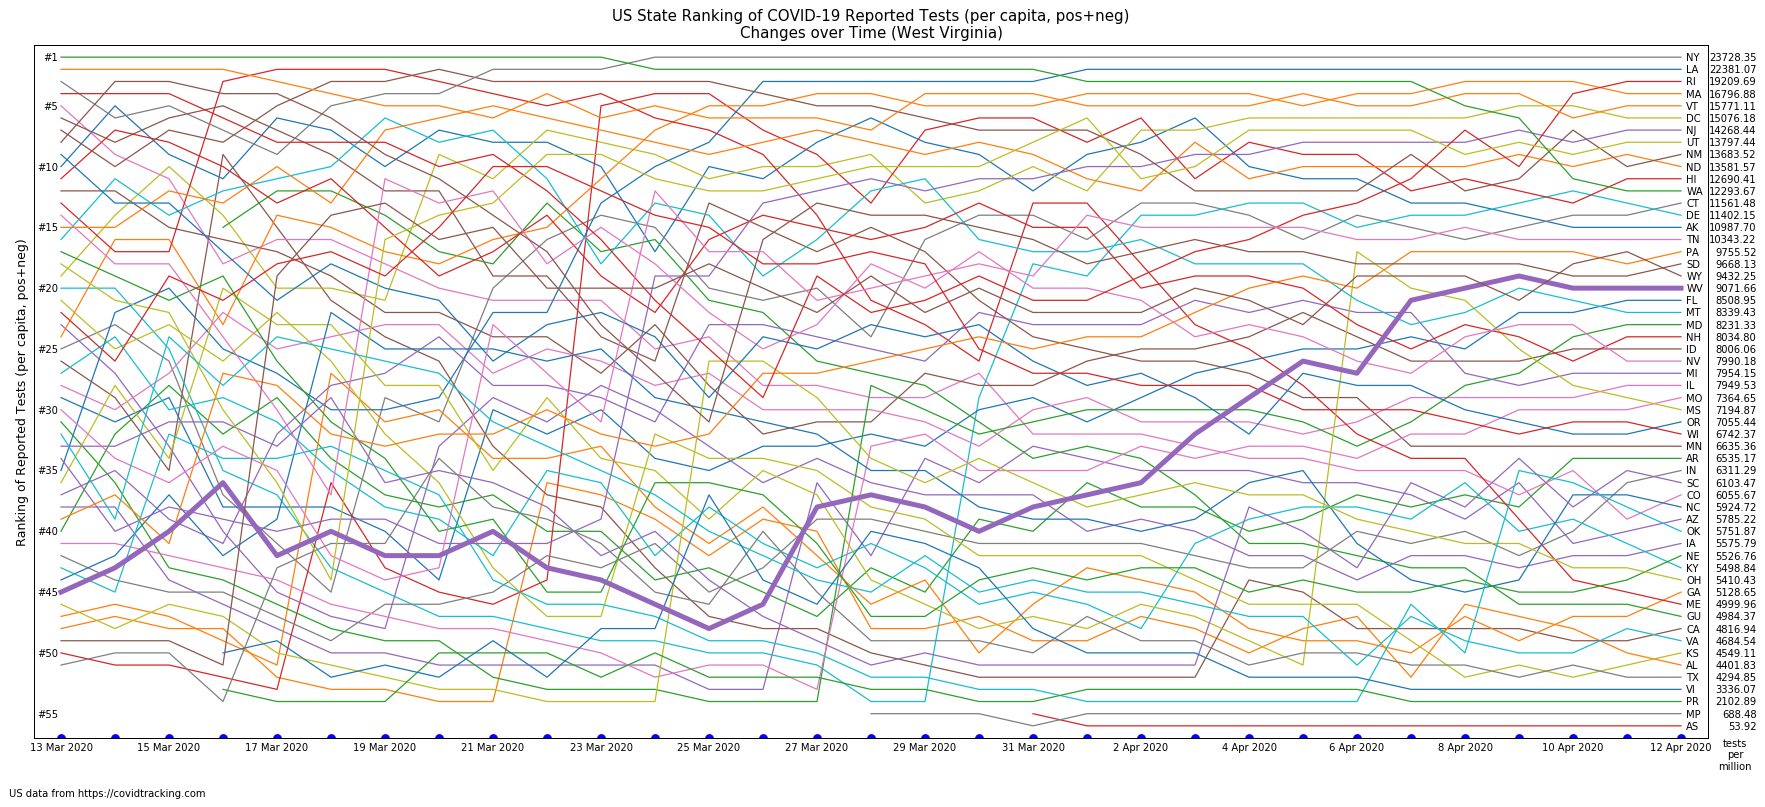 US State Ranking of COVID-19 Reported Tests (per capita, pos+neg)
Changes over Time (West Virginia)
Ranking of Reported Tests (per capita, pos+neg)
#1
#5
#10
#15
#20
#25
#30
#35
#40
#45
#50
#55
NY 23728.35
LA 22381.07
RI 19209.69
MA 16796.88
VT 15771.11
DC 15076.18
NJ 14268.44
UT 13797.44
NM 13683.52
ND 13581.57
HI 12690.41
WA 12293.67
CT 11561.48
DE 11402.15
AK 10987.70
TN 10343.22
PA 9755.52
SD 9668.13
WY 9432.25
WV 9071.66
FL 8508.95
MT 8339.43
MD 8231.33
NH 8034.80
ID 8006.06
NV 7990.18
MI 7954.15
IL 7949.53
MO 7364.65
MS 7194.87
OR 7055.44
WI 6742.37
MN 6635.36
AR 6535.17
IN 6311.29
SC 6103.47
CO 6055.67
NC 5924.72
AZ 5785.22
OK 5751.87
IA 5575.79
NE 5526.76
KY 5498.84
OH 5410.43
GA 5128.65
ME 4999.96
GU 4984.37
CA 4816.94
VA 4684.54
KS 4549.11
AL 4401.83
TX 4294.85
VI 3336.07
PR 2102.89
MP 688.48
AS 53.92
13 Mar 2020 15 Mar 2020 17 Mar 2020 19 Mar 2020 21 Mar 2020 23 Mar 2020 25 Mar 2020 27 Mar 2020 29 Mar 2020 31 Mar 2020 2 Apr 2020 4 Apr 2020 6 Apr 2020 8 Apr 2020 10 Apr 2020 12 Apr 2020
tests
per
million
US data from https://covidtracking.com